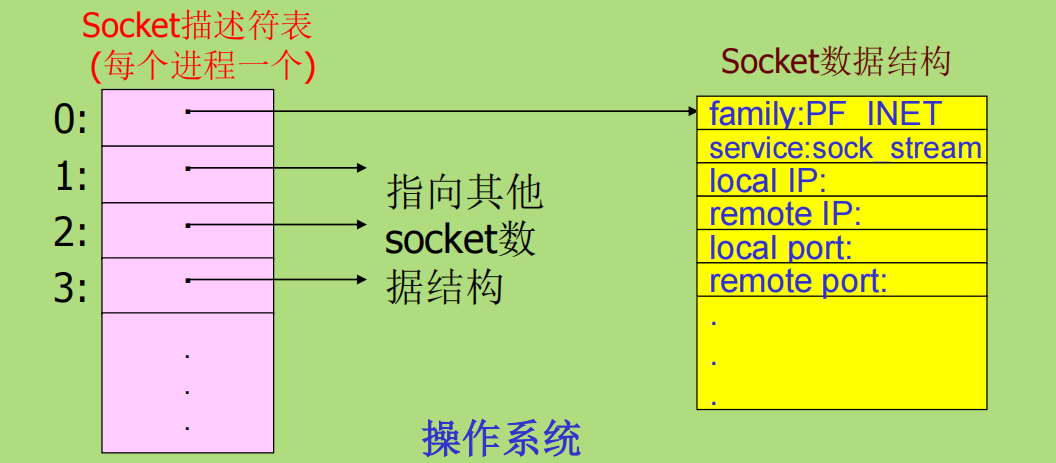 Socket描述符表
(每个进程一个)
0:
1:
2:
3:
.
.
.
指向其他
socket数
据结构
Socket数据结构
family:PF_INET
service:sock_stream
local IP:
remote IP:
local port:
remote port:
.
.
.
操作系统